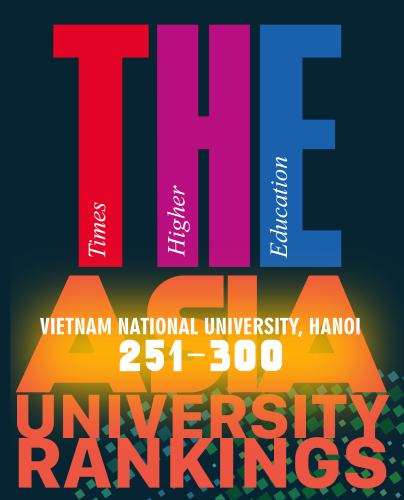 THE
Times Higher Education
ASIA
VIETNAM NATIONAL UNIVERSITY, HANOI
251–300
UNIVERSITY
RANKINGS